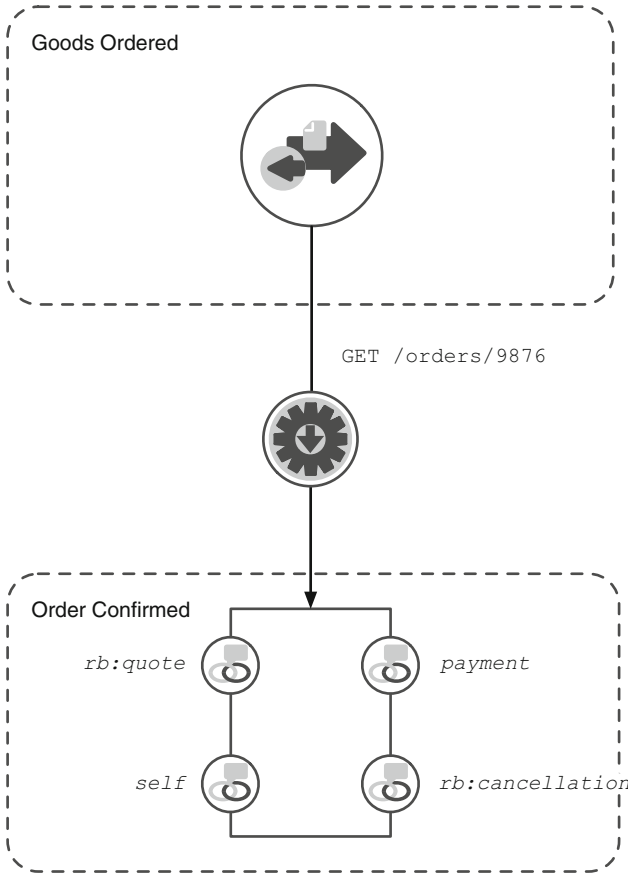 Goods Ordered
GET /orders/9876
Order Confirmed
rb:quote
payment
self
rb:cancellation